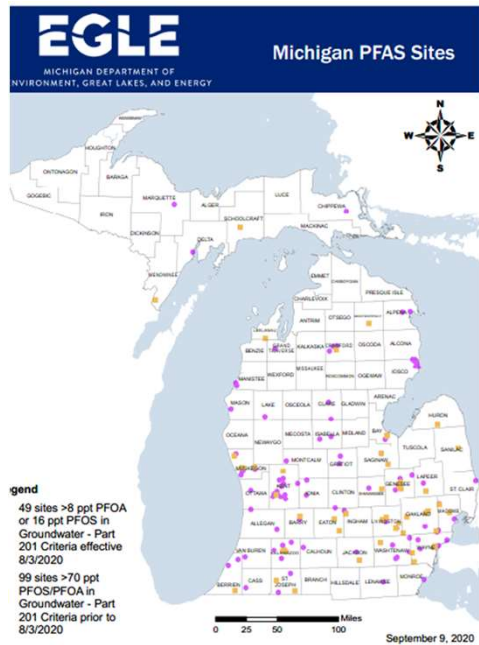 EGLE
MICHIGAN DEPARTMENT OF
NVIRONMENT, GREAT LAKES, AND ENERGY
Michigan PFAS Sites
N
W
E
S
HOUGHTON
ONTONAGON
BARAGA
GOGEBIC
MARQUETTE
ALGER
LUCE
CHIPPEWA
IRON
SCHOOLCRAFT
MACKINAC
DICKINSON
DELTA
MENOMINEE
EMMET
PRESQUE ISLE
CHARLEVOIX
ANTRIM
OTSEGO
ALPENA
BENZIE
GRAND TRAVERSE
KALKASKA
CRAWFORD
OSCODA
ALCONA
MANISTEE
WEXFORD
MISSAUKEE
ROSCOMMON
OGEMAW
IOSCO
ARENAC
MASON
LAKE
OSCEOLA
CLARE
GLADWIN
HURON
OCEANA
NEWAYGO
MECOSTA
ISABELLA
MIDLAND
BAY
TUSCOLA
SANILAC
MONTCALM
GRATIOT
SAGINAW
MUSKEGON
GENESEE
LAPEER
ST. CLAIR
OTTAWA
KENT
IONIA
CLINTON
OAKLAND
ALLEGAN
BARRY
EATON
INGHAM
VAN BUREN
CALHOUN
JACKSON
WASHTENAW
WAYNE
BERRIEN
CASS
ST. JOSEPH
BRANCH
HILLSDALE
LENAWEE
MONROE
gend
49 sites >8 ppt PFOA
or 16 ppt PFOS in
Groundwater - Part
201 Criteria effective
8/3/2020
99 sites >70 ppt
PFOS/PFOA in
Groundwater - Part
201 Criteria prior to
8/3/2020
Miles
0 25 50 100
September 9, 2020